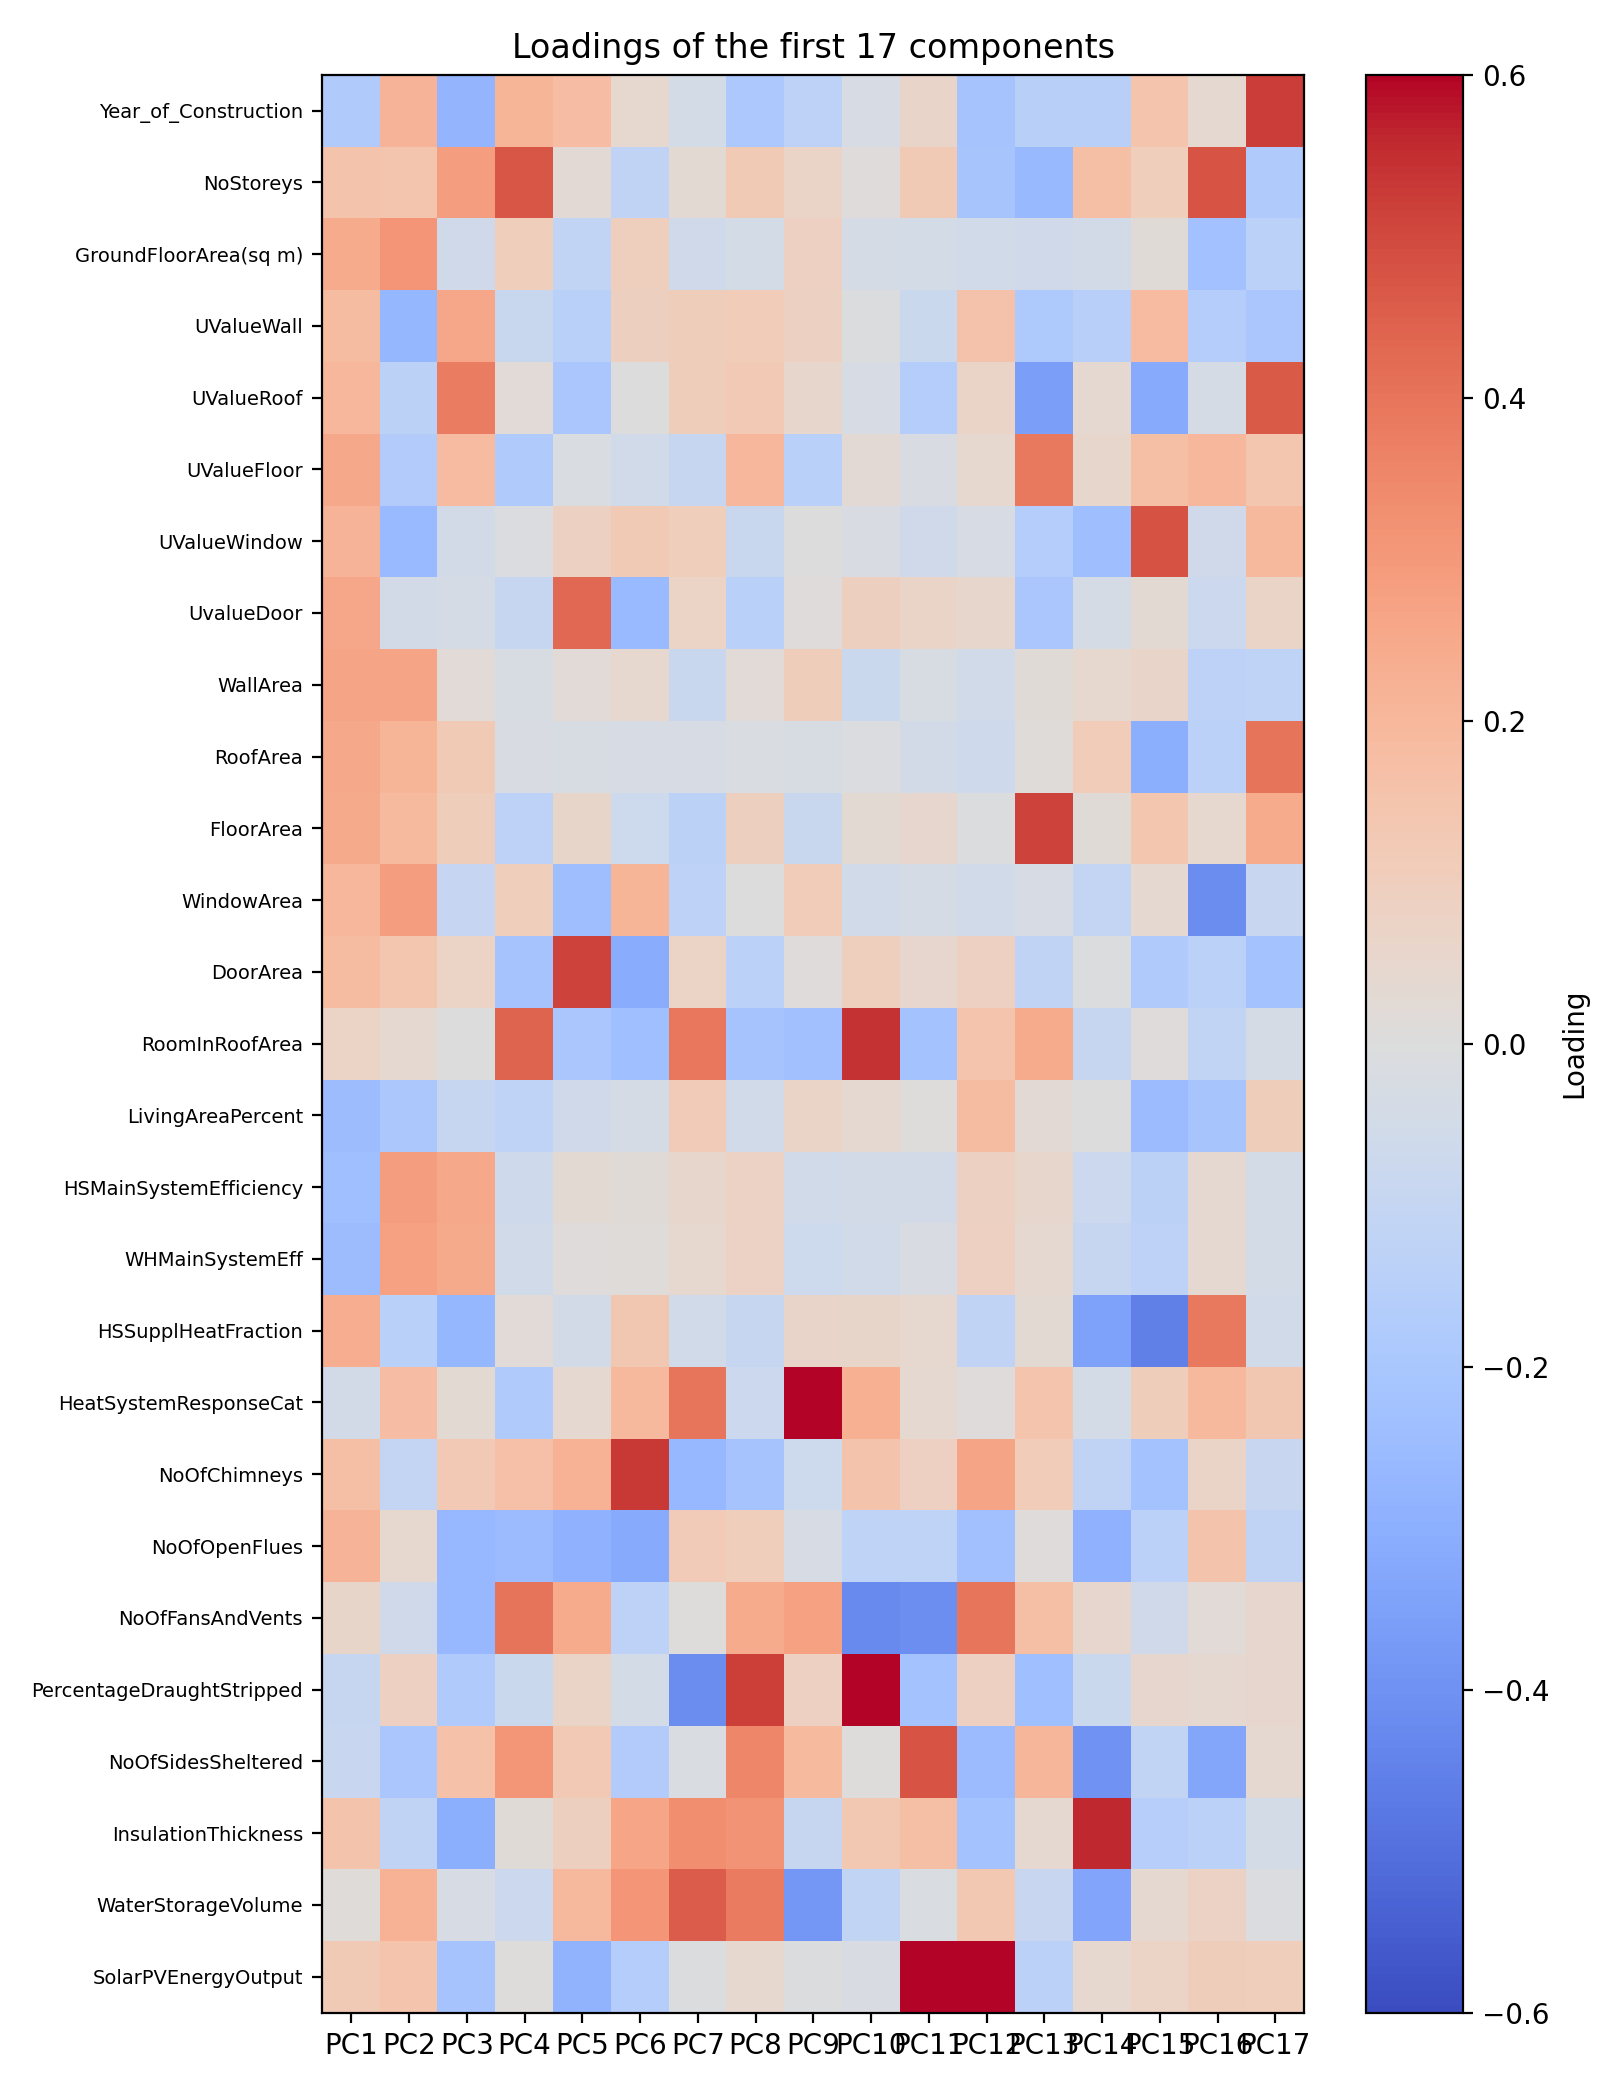 Loadings of the first 17 components
Year_of_Construction
NoStoreys
GroundFloorArea(sq m)
UValueWall
UValueRoof
UValueFloor
UValueWindow
UvalueDoor
WallArea
RoofArea
FloorArea
WindowArea
DoorArea
RoomInRoofArea
LivingAreaPercent
HSMainSystemEfficiency
WHMainSystemEff
HSSupplHeatFraction
HeatSystemResponseCat
NoOfChimneys
NoOfOpenFlues
NoOfFansAndVents
PercentageDraughtStripped
NoOfSidesSheltered
InsulationThickness
WaterStorageVolume
SolarPVEnergyOutput
PC1 PC2 PC3 PC4 PC5 PC6 PC7 PC8 PC9 PC10 PC11 PC12 PC13 PC14 PC15 PC16 PC17
0.6
0.4
0.2
0.0
−0.2
−0.4
−0.6
Loading